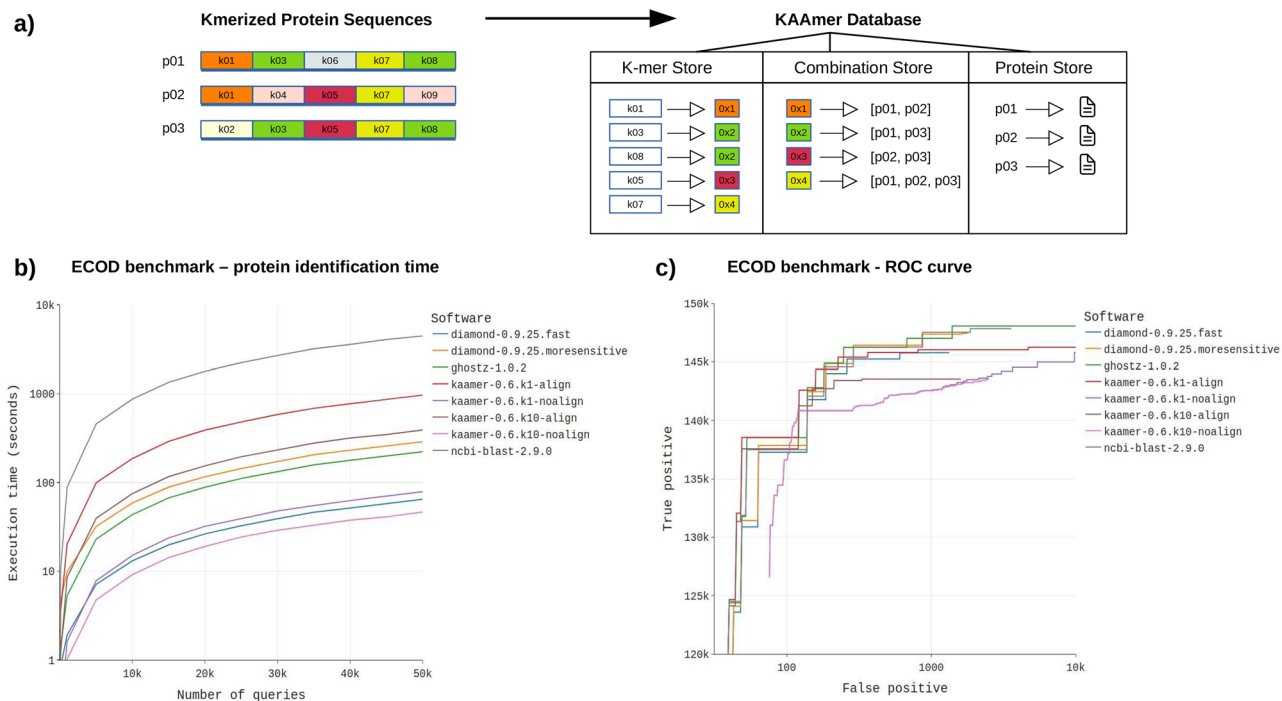 a)
Kmerized Protein Sequences
KAAmer Database
p01 k01 k03 k06 k07 k08
p02 k01 k04 k05 k07 k09
p03 k02 k03 k05 k07 k08
K-mer Store Combination Store Protein Store
k01 0x1 0x1 [p01, p02] p01
k03 0x2 0x2 [p01, p03] p02
k08 0x2 0x3 [p02, p03] p03
k05 0x3 0x4 [p01, p02, p03]
k07 0x4
b) ECOD benchmark – protein identification time
10k
1000
100
10
1
Execution time (seconds)
10k 20k 30k 40k 50k
Number of queries
Software
diamond-0.9.25.fast
diamond-0.9.25.moresensitive
ghostz-1.0.2
kaamer-0.6.k1-align
kaamer-0.6.k1-noalign
kaamer-0.6.k10-align
kaamer-0.6.k10-noalign
ncbi-blast-2.9.0
c) ECOD benchmark - ROC curve
150k
145k
140k
135k
130k
125k
120k
True positive
100 1000 10k
False positive
Software
diamond-0.9.25.fast
diamond-0.9.25.moresensitive
ghostz-1.0.2
kaamer-0.6.k1-align
kaamer-0.6.k1-noalign
kaamer-0.6.k10-align
kaamer-0.6.k10-noalign
ncbi-blast-2.9.0